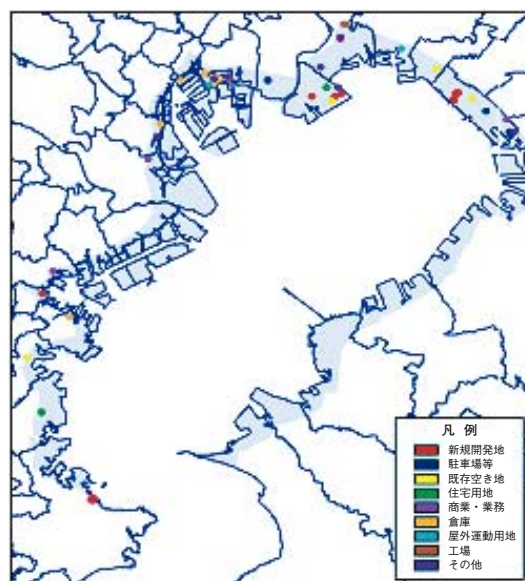 凡 例
新規開発地
駐車場等
既存空き地
住宅用地
商業・業務
倉庫
屋外運動用地
工場
その他